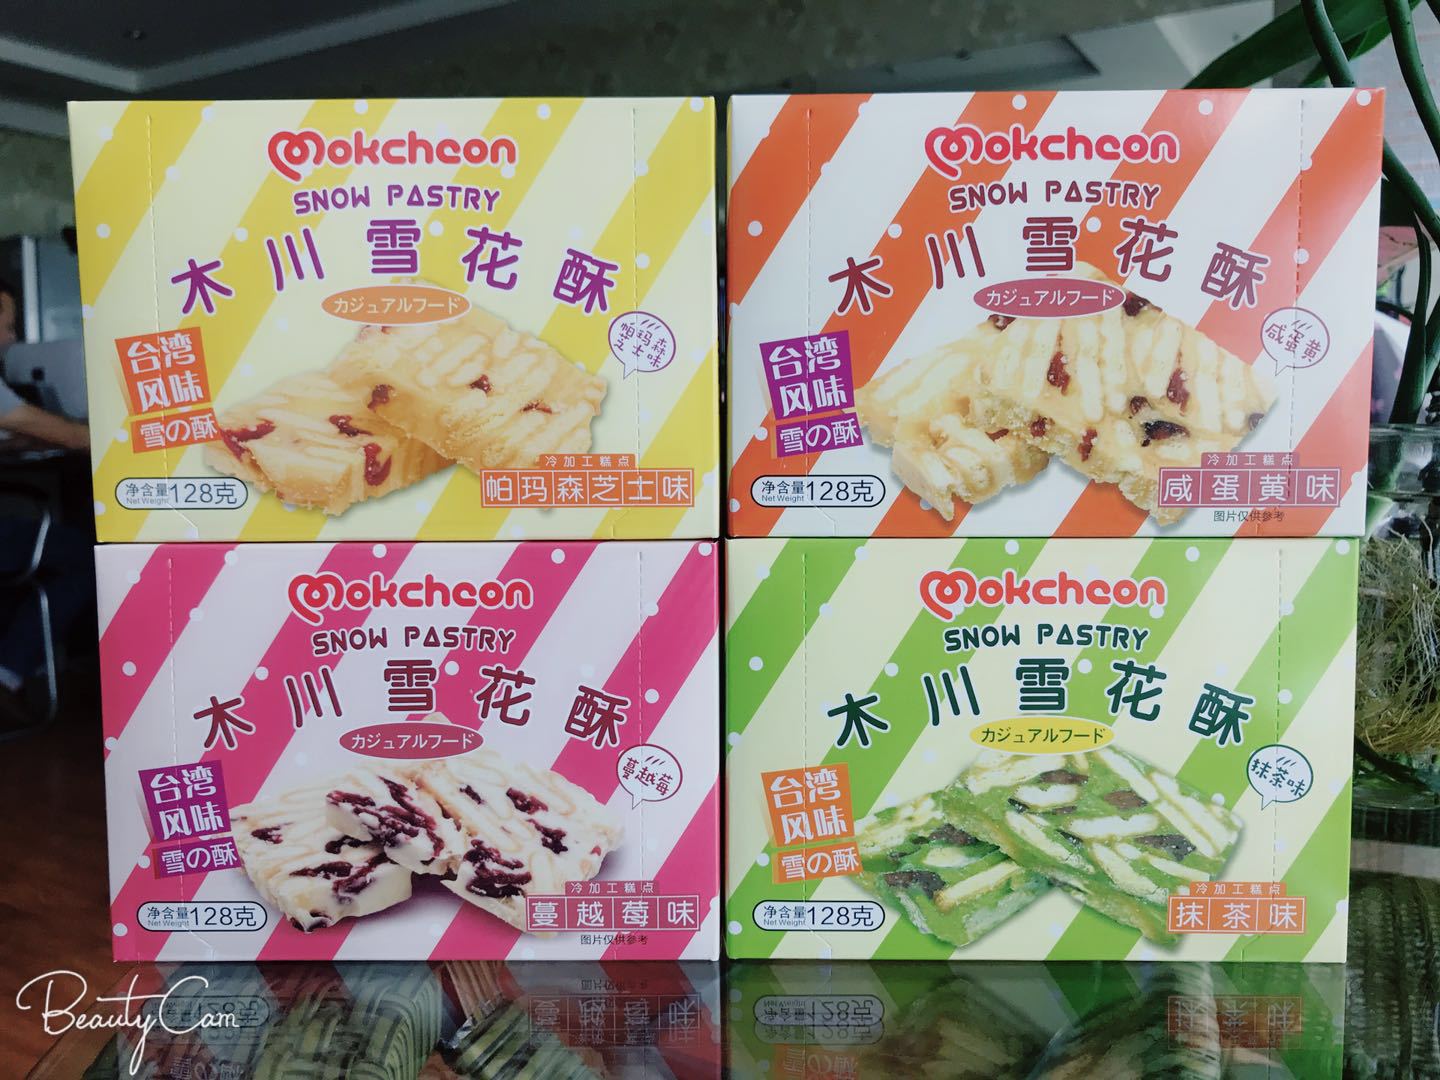 Mokcheon
SNOW PASTRY
木川雪花酥
カジュアルフード
台湾
风味
雪の酥
帕玛森
芝士味
冷加工糕点
帕玛森芝士味
净含量
Net Weight
128克
Mokcheon
SNOW PASTRY
木川雪花酥
カジュアルフード
台湾
风味
雪の酥
咸蛋黄
冷加工糕点
咸蛋黄味
净含量
Net Weight
128克
图片仅供参考
Mokcheon
SNOW PASTRY
木川雪花酥
カジュアルフード
台湾
风味
雪の酥
蔓越莓
冷加工糕点
蔓越莓味
净含量
Net Weight
128克
图片仅供参考
Mokcheon
SNOW PASTRY
木川雪花酥
カジュアルフード
台湾
风味
雪の酥
抹茶味
冷加工糕点
抹茶味
净含量
Net Weight
128克
BeautyCam